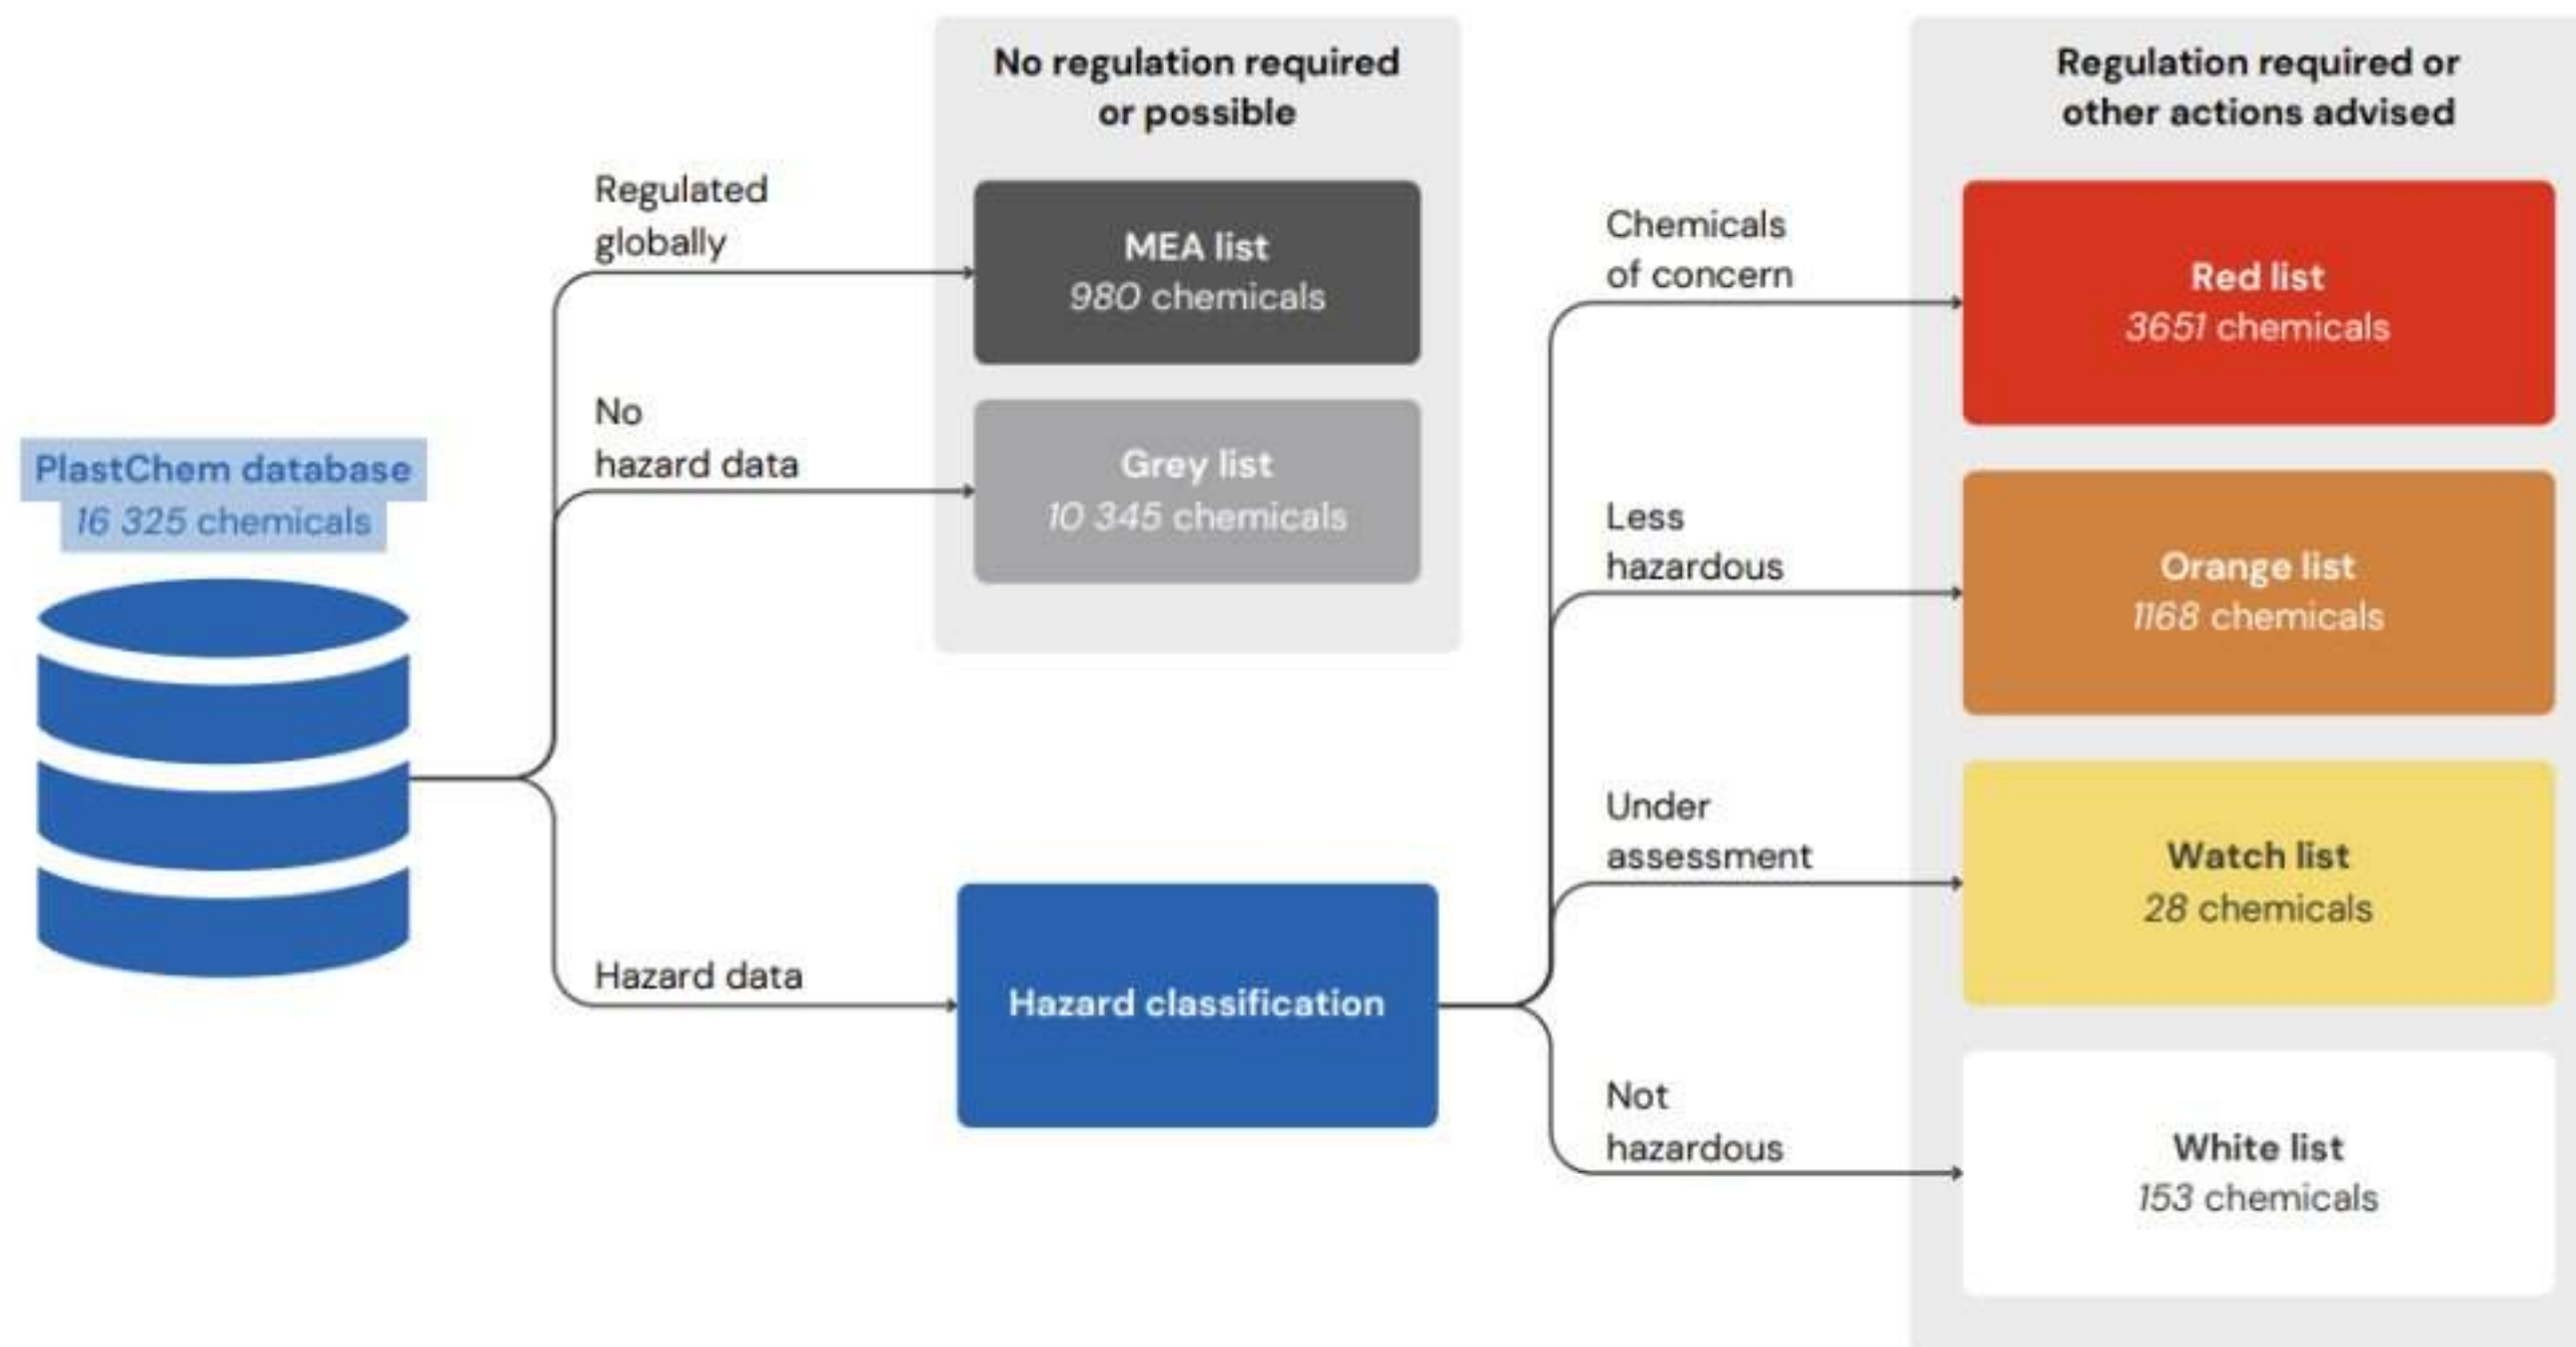 PlastChem database
16 325 chemicals
Regulated
globally
No
hazard data
Hazard data
No regulation required
or possible
MEA list
980 chemicals
Grey list
10 345 chemicals
Hazard classification
Chemicals
of concern
Less
hazardous
Under
assessment
Not
hazardous
Regulation required or
other actions advised
Red list
3651 chemicals
Orange list
1168 chemicals
Watch list
28 chemicals
White list
153 chemicals